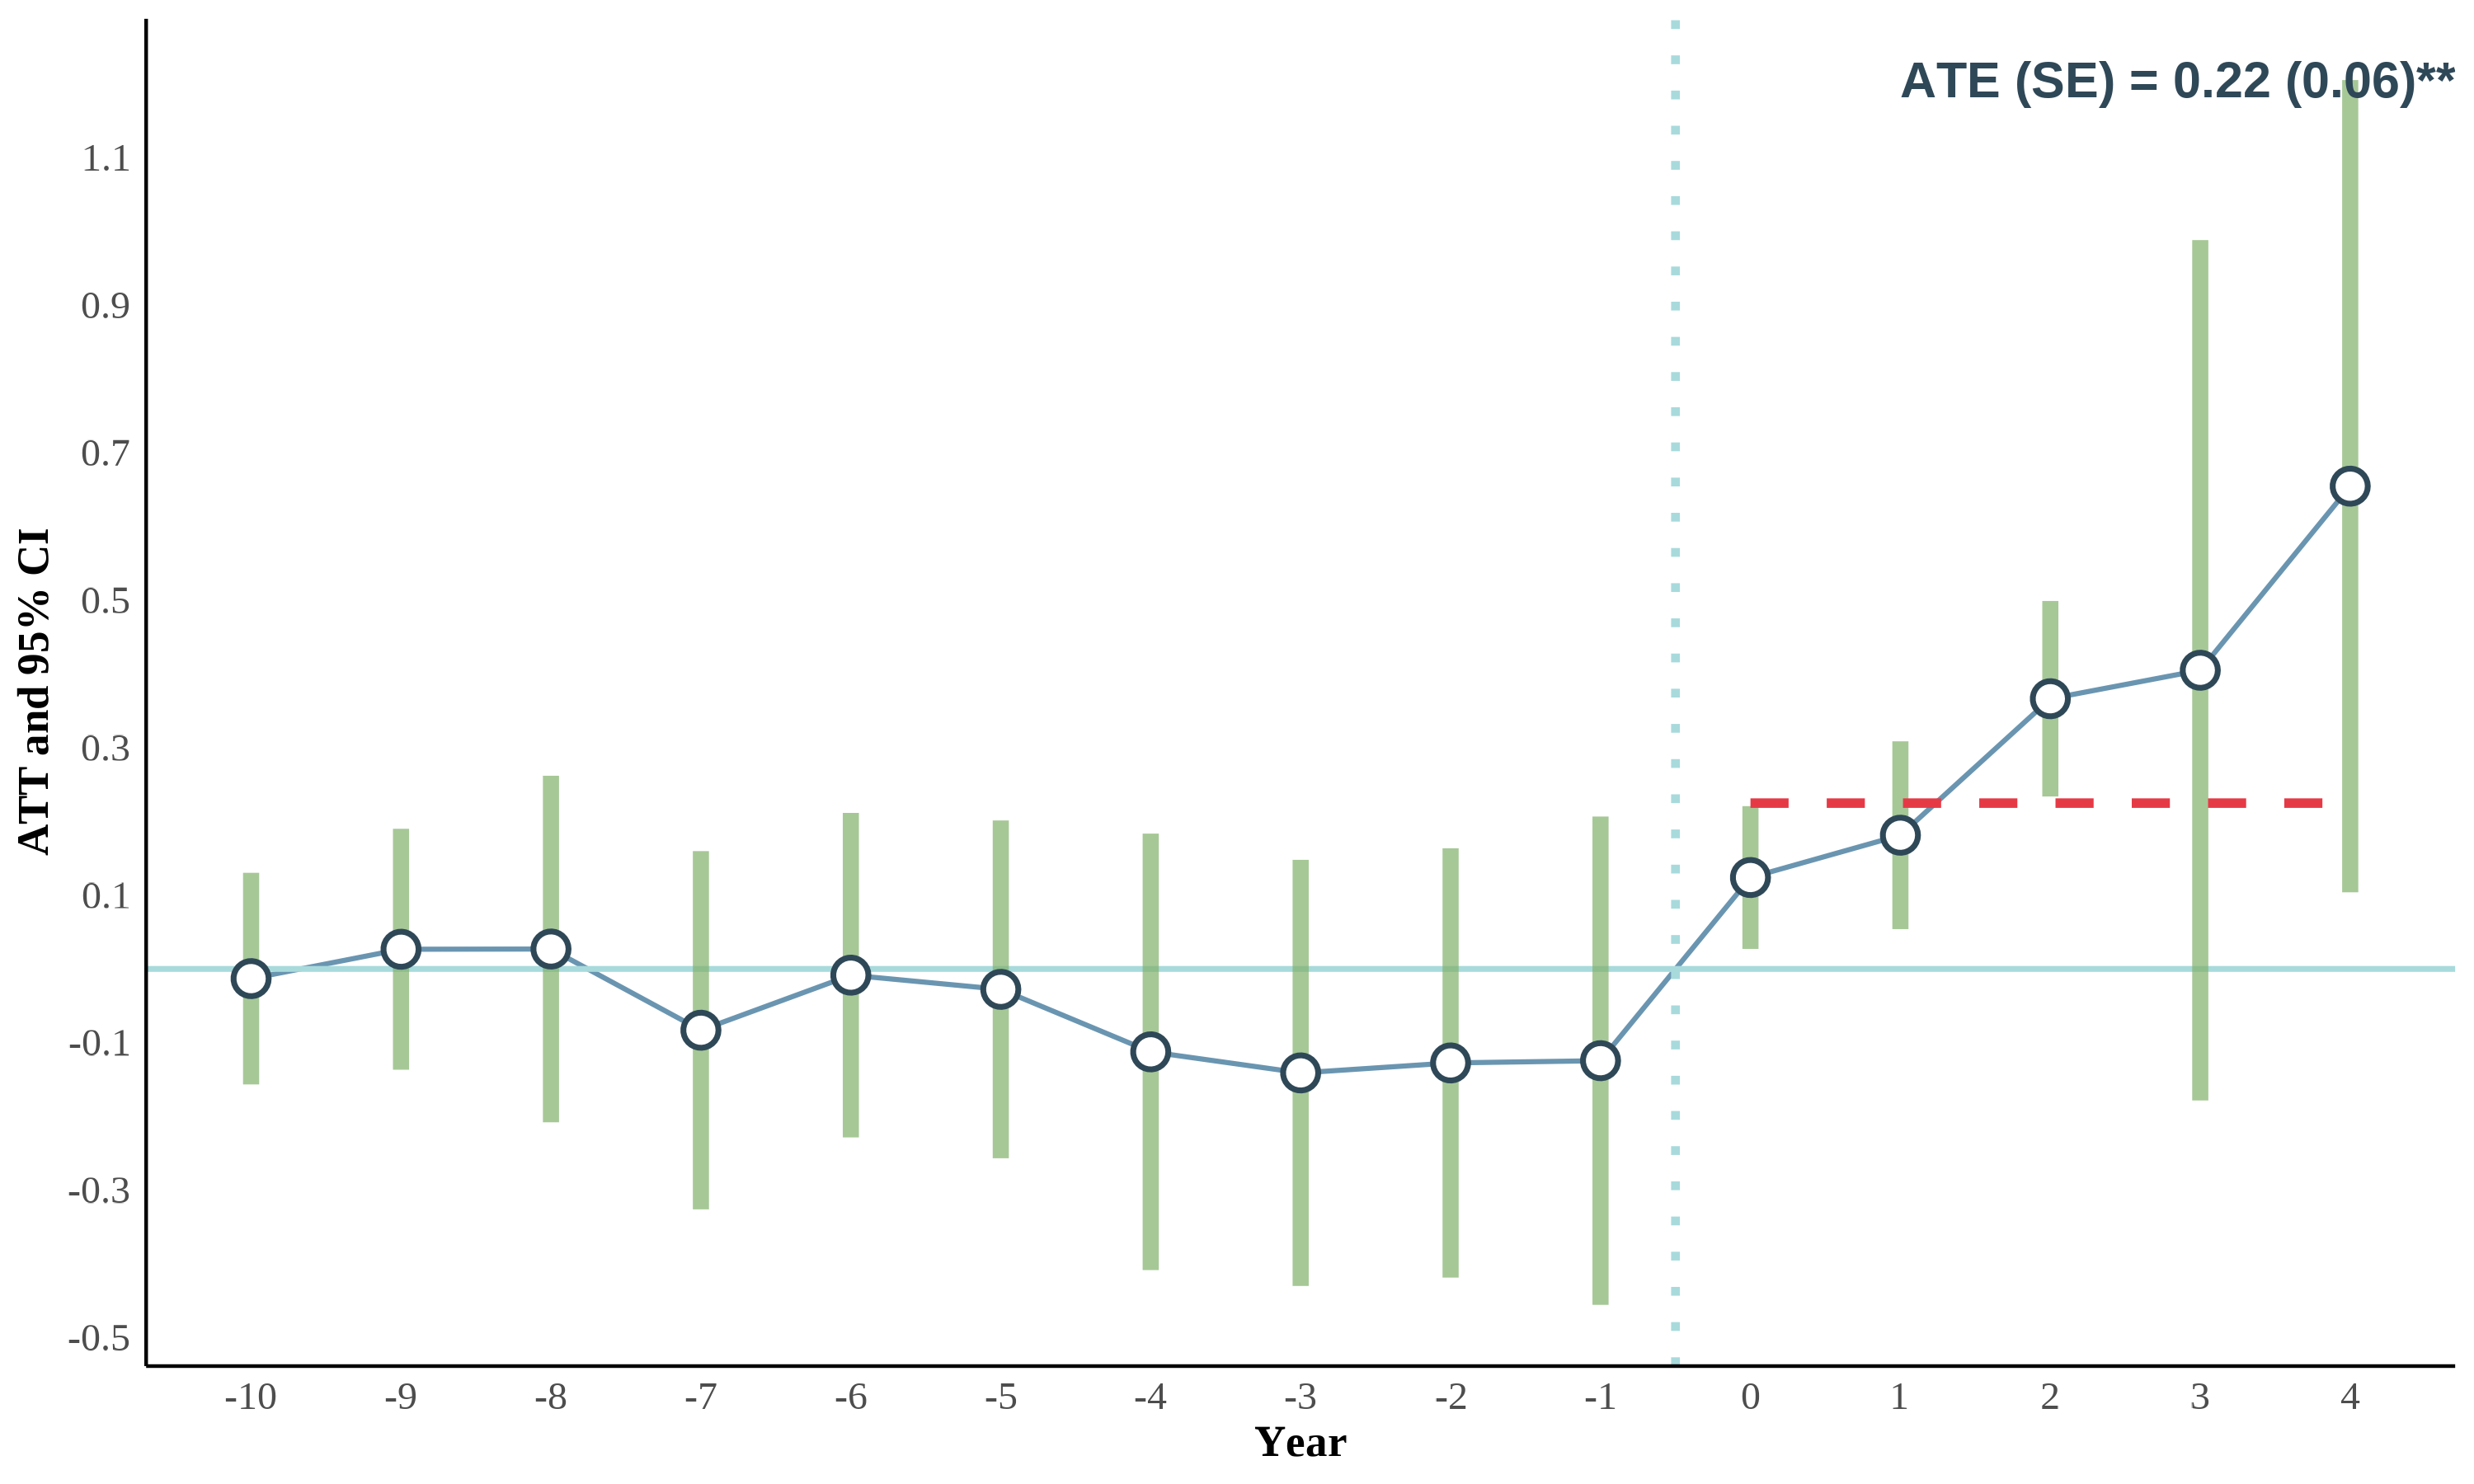 ATE (SE) = 0.22 (0.06)**
1.1
0.9
0.7
0.5
0.3
0.1
-0.1
-0.3
-0.5
ATT and 95% CI
-10 -9 -8 -7 -6 -5 -4 -3 -2 -1 0 1 2 3 4
Year